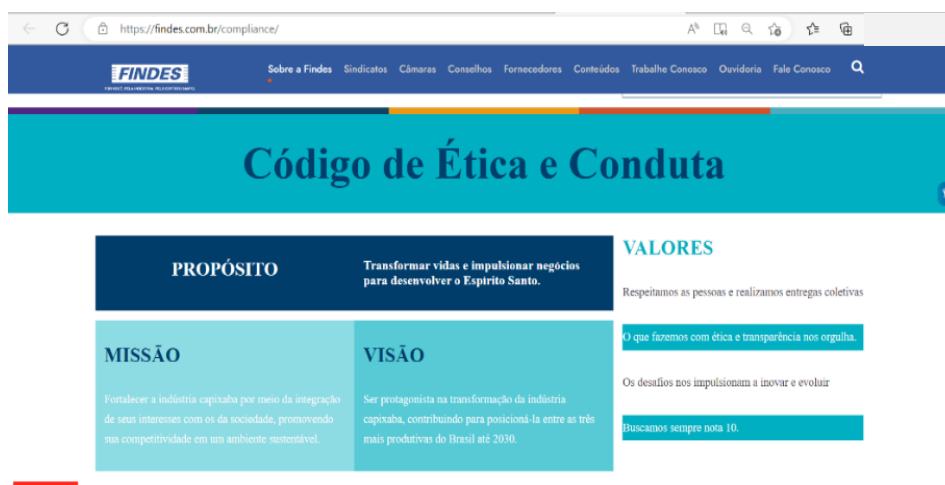 https://findes.com.br/compliance/
FINDES
Sobre a Findes Sindicatos Câmaras Conselhos Fornecedores Conteúdos Trabalhe Conosco Ouvidoria Fale Conosco
Código de Ética e Conduta
PROPÓSITO
Transformar vidas e impulsionar negócios
para desenvolver o Espírito Santo.
MISSÃO
Fortalecer a indústria capixaba por meio da integração
de seus interesses com os da sociedade, promovendo
sua competitividade em um ambiente sustentável.
VISÃO
Ser protagonista na transformação da indústria
capixaba, contribuindo para posicioná-la entre as três
mais produtivas do Brasil até 2030.
VALORES
Respeitamos as pessoas e realizamos entregas coletivas
O que fazemos com ética e transparência nos orgulha.
Os desafios nos impulsionam a inovar e evoluir
Buscamos sempre nota 10.